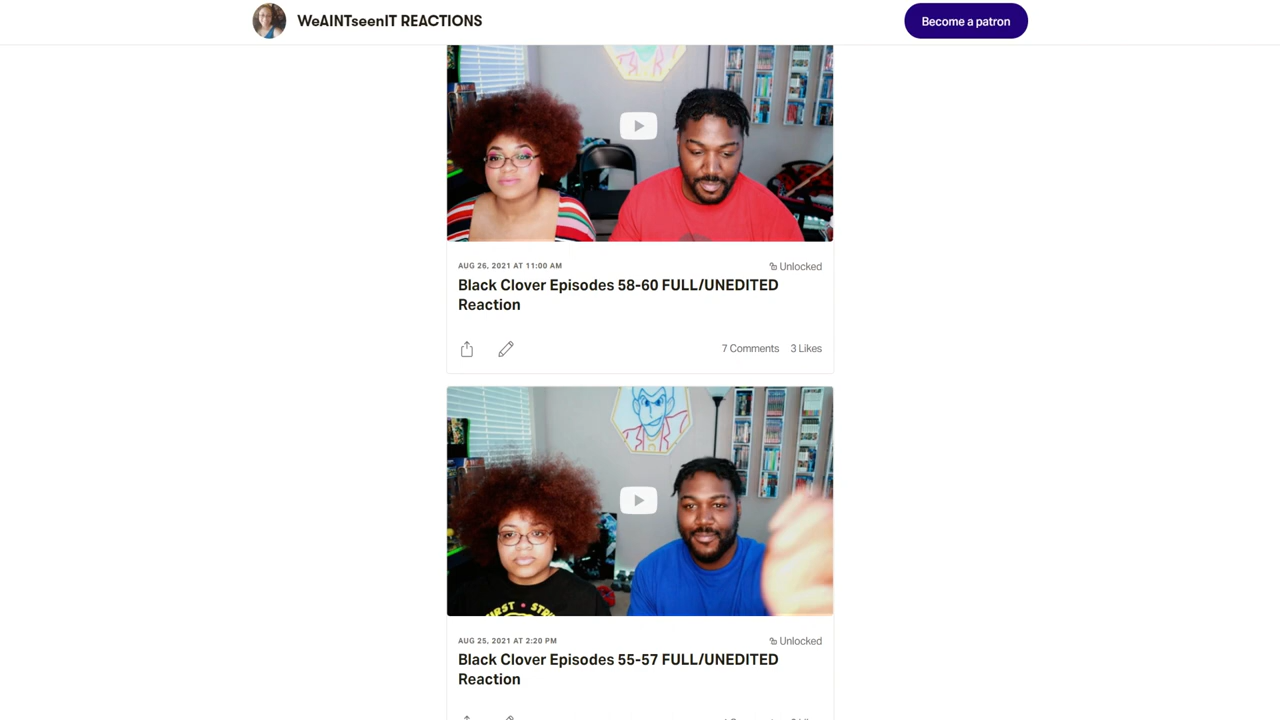 WeAINTseenIT REACTIONS
Become a patron
AUG 26, 2021 AT 11:00 AM
Unlocked
Black Clover Episodes 58-60 FULL/UNEDITED
Reaction
7 Comments 3 Likes
AUG 25, 2021 AT 2:20 PM
Unlocked
Black Clover Episodes 55-57 FULL/UNEDITED
Reaction